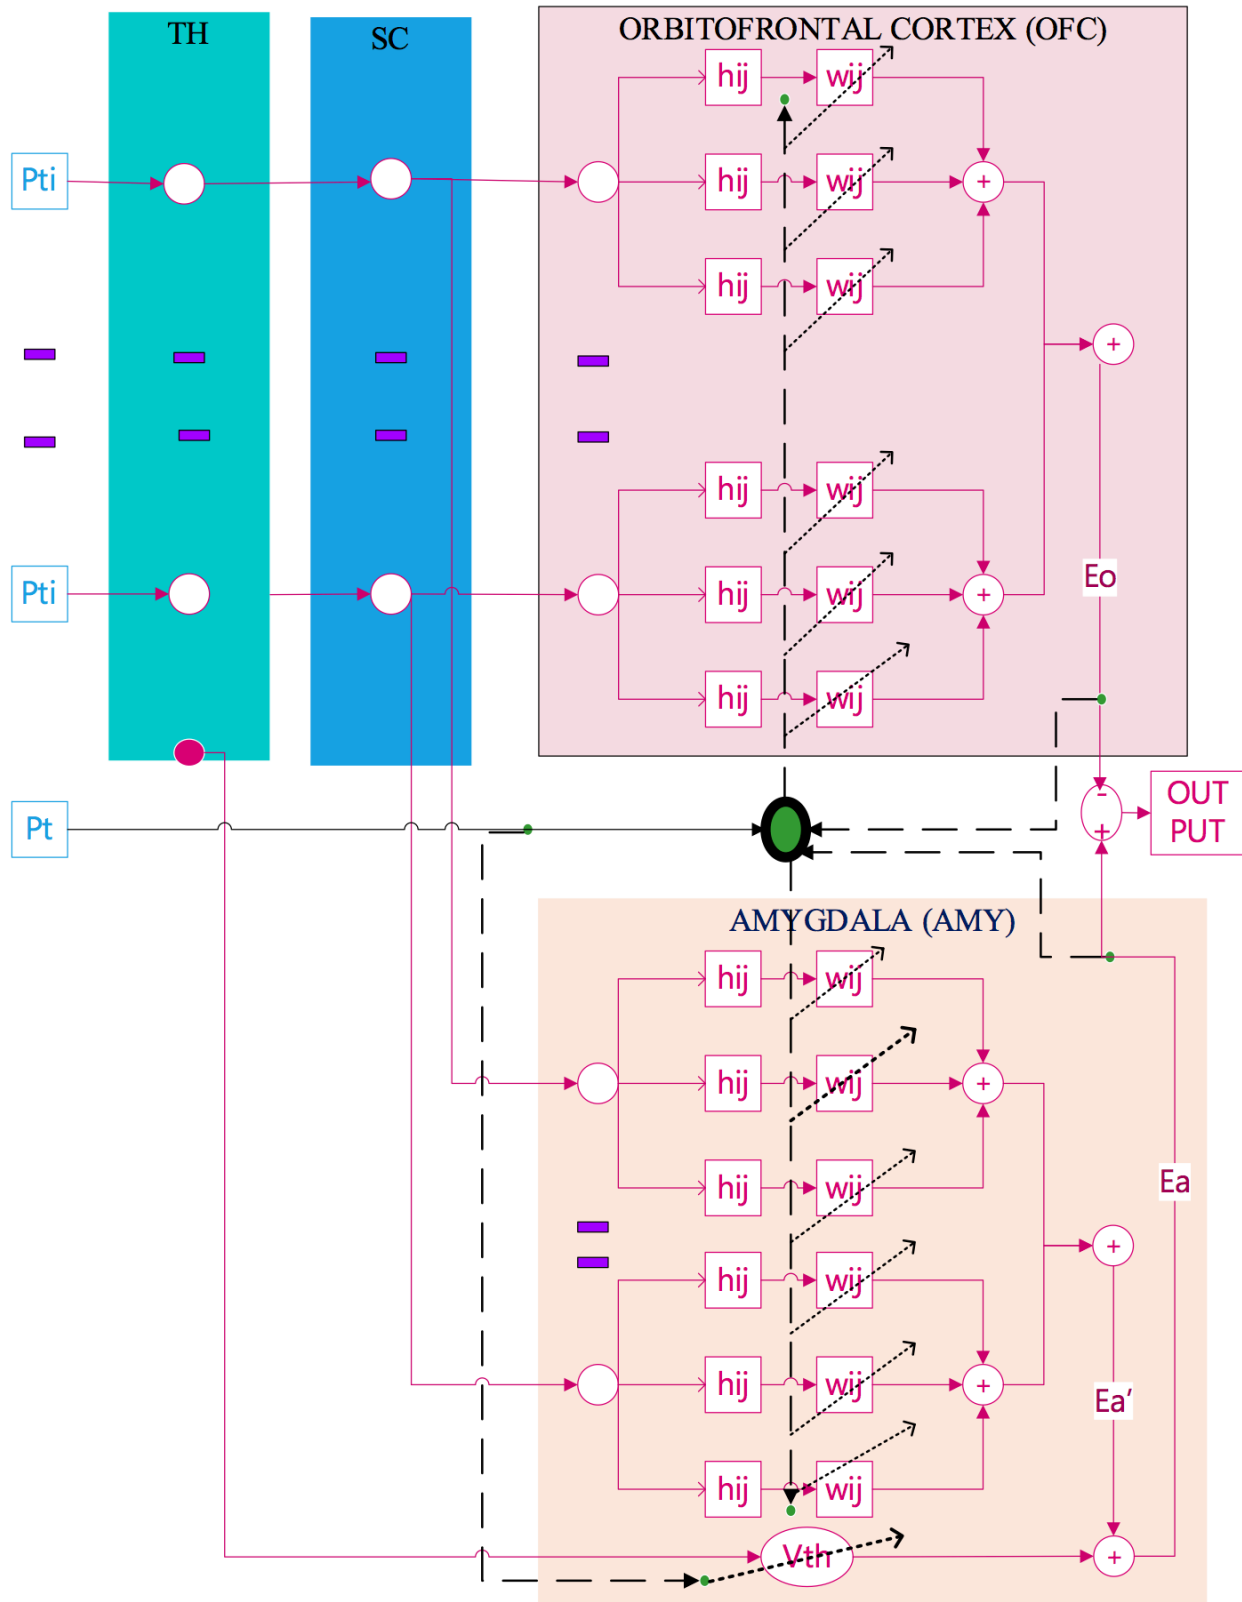 TH
SC
ORBITOFRONTAL CORTEX (OFC)
hij wij
Pti
hij wij +
hij wij
+
hij wij
Pti
hij wij +
Eo
hij wij
Pt
-
+
OUT
PUT
AMYGDALA (AMY)
hij wij
hij wij +
hij wij
Ea
+
hij wij
hij wij +
Ea’
hij wij
Vth +